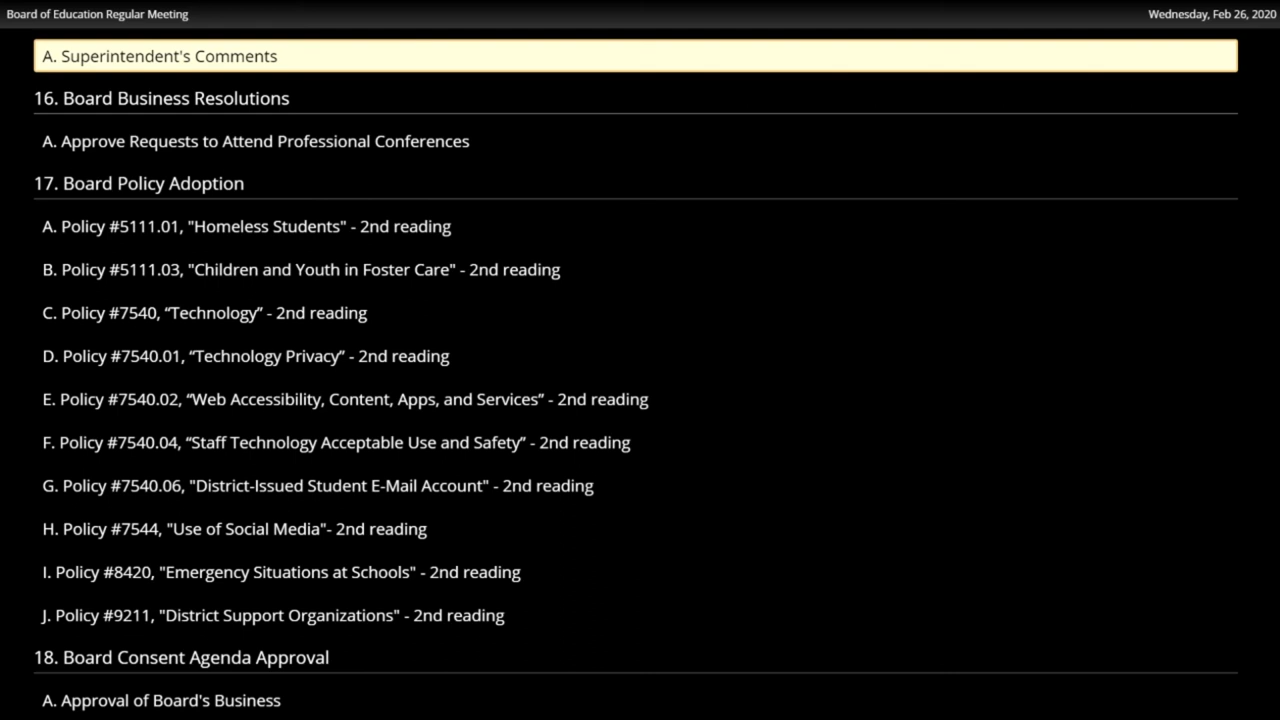 Board of Education Regular Meeting
Wednesday, Feb 26, 2020
A. Superintendent's Comments
16. Board Business Resolutions
A. Approve Requests to Attend Professional Conferences
17. Board Policy Adoption
A. Policy #5111.01, "Homeless Students" - 2nd reading
B. Policy #5111.03, "Children and Youth in Foster Care" - 2nd reading
C. Policy #7540, “Technology” - 2nd reading
D. Policy #7540.01, “Technology Privacy” - 2nd reading
E. Policy #7540.02, “Web Accessibility, Content, Apps, and Services” - 2nd reading
F. Policy #7540.04, “Staff Technology Acceptable Use and Safety” - 2nd reading
G. Policy #7540.06, "District-Issued Student E-Mail Account" - 2nd reading
H. Policy #7544, "Use of Social Media"- 2nd reading
I. Policy #8420, "Emergency Situations at Schools" - 2nd reading
J. Policy #9211, "District Support Organizations" - 2nd reading
18. Board Consent Agenda Approval
A. Approval of Board's Business